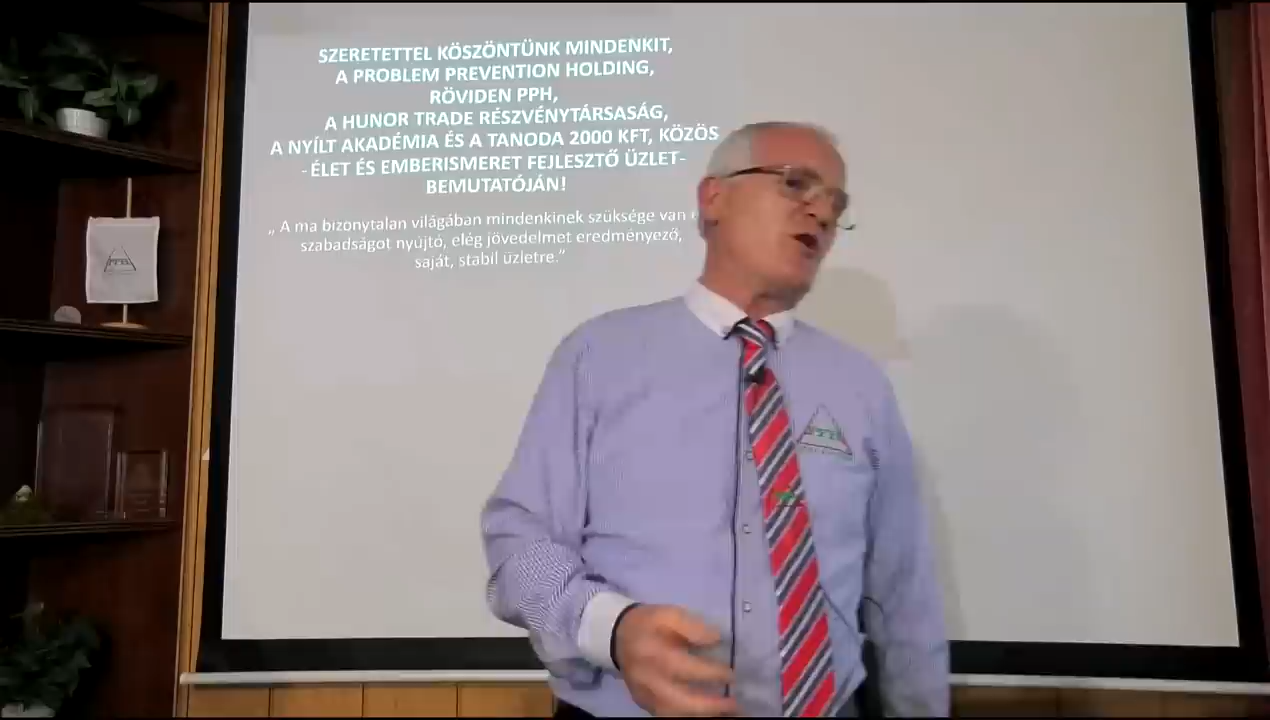 SZERETETTEL KÖSZÖNTÜNK MINDENKIT,
A PROBLEM PREVENTION HOLDING,
RÖVIDEN PPH,
A HUNOR TRADE RÉSZVÉNYTÁRSASÁG,
A NYÍLT AKADÉMIA ÉS A TANODA 2000 KFT, KÖZÖS
- ÉLET ÉS EMBERISMERET FEJLESZTŐ ÜZLET-
BEMUTATÓJÁN!
„ A ma bizonytalan világában mindenkinek szüksége van
szabadságot nyújtó, elég jövedelmet eredményező,
saját, stabil üzletre.”